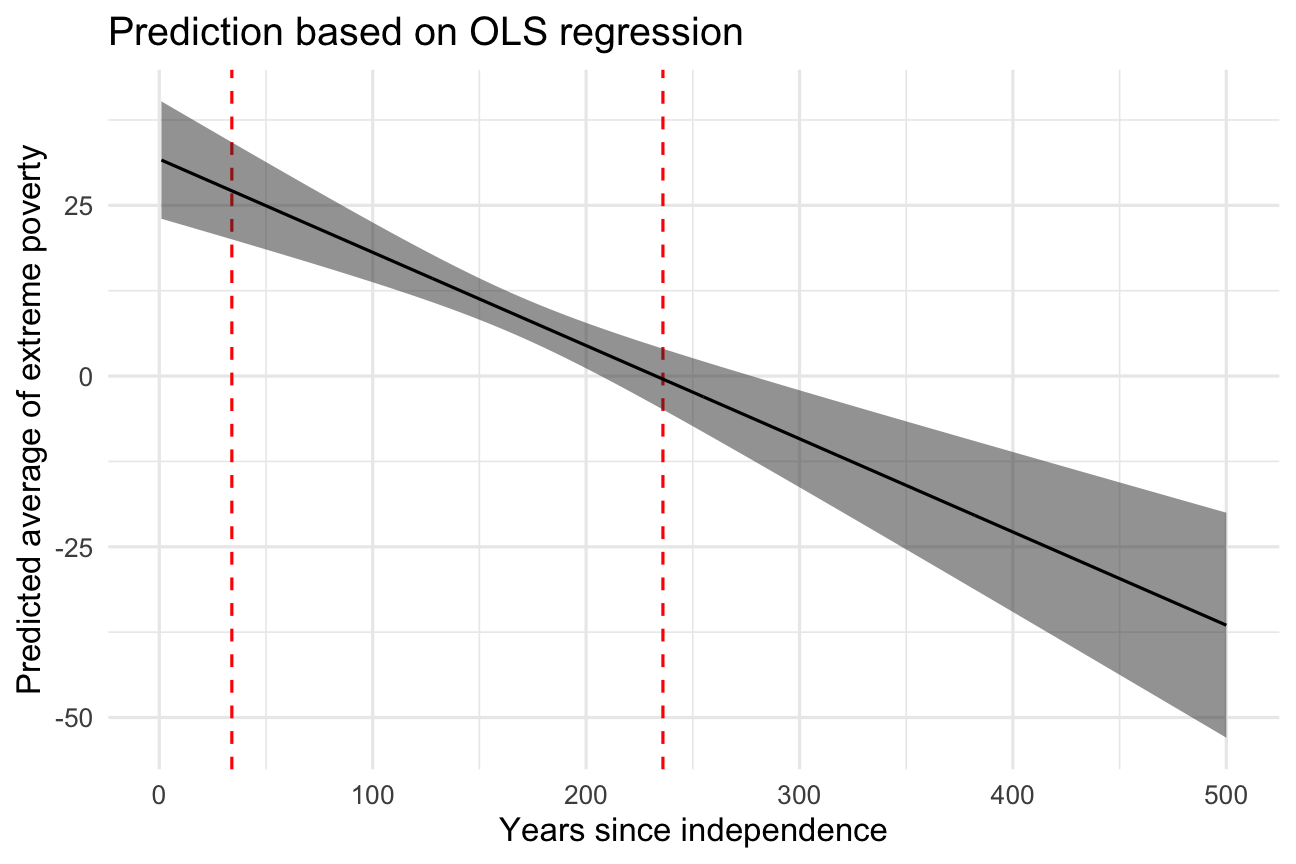 Prediction based on OLS regression
Predicted average of extreme poverty
25
0
-25
-50
0 100 200 300 400 500
Years since independence